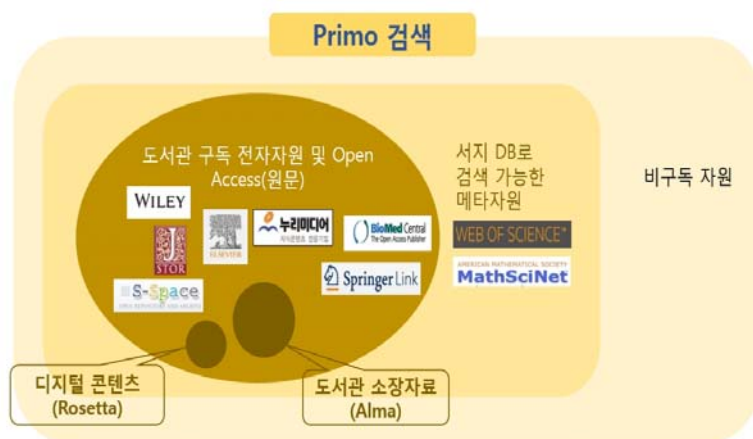 Primo 검색
도서관 구독 전자자원 및 Open
Access(원문)
WILEY
JSTOR
ELSEVIER
누리미디어
BioMed Central
The Open Access Publisher
S-Space
Springer Link
서지 DB로
검색 가능한
메타자원
WEB OF SCIENCE™
AMERICAN MATHEMATICAL SOCIETY
MathSciNet
비구독 자원
디지털 콘텐츠
(Rosetta)
도서관 소장자료
(Alma)